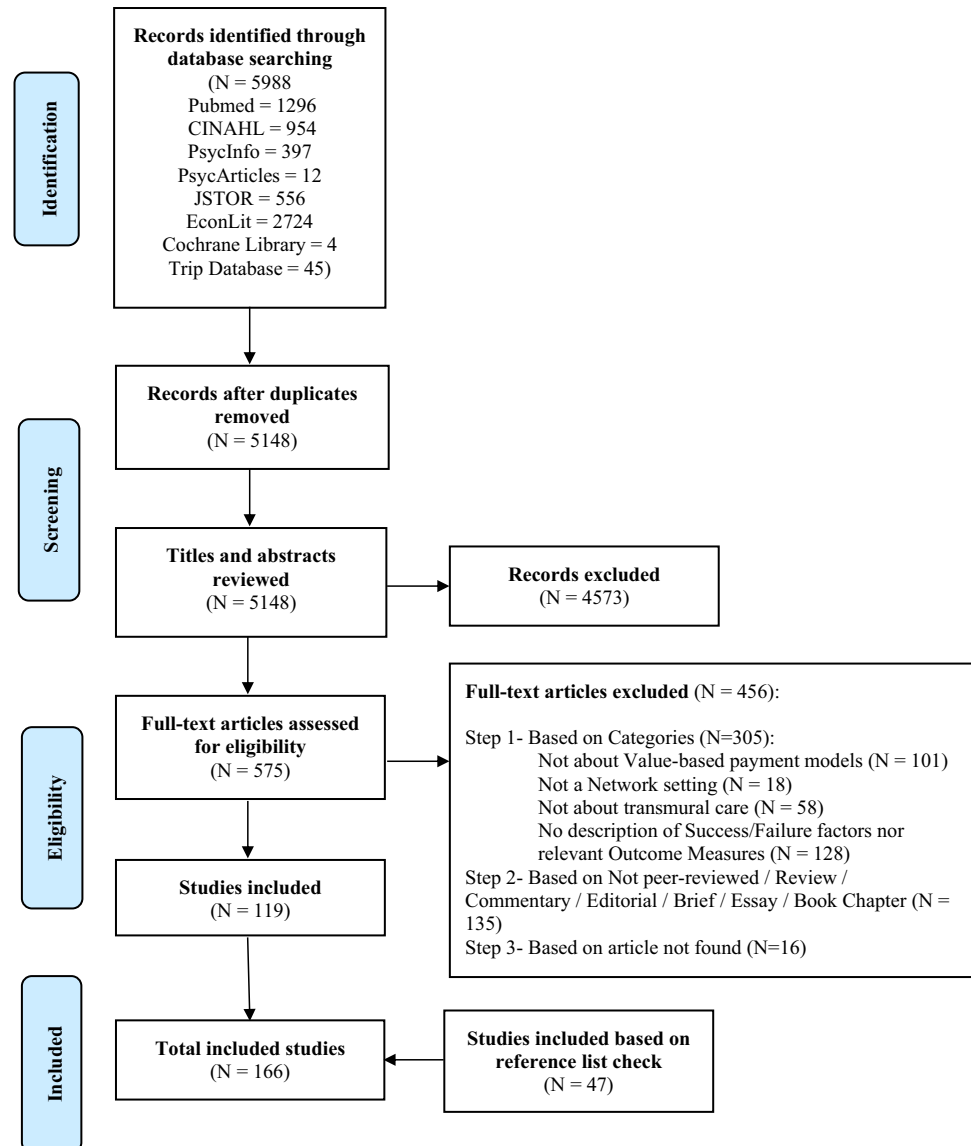 Identification
Records identified through
database searching
(N = 5988
Pubmed = 1296
CINAHL = 954
PsycInfo = 397
PsycArticles = 12
JSTOR = 556
EconLit = 2724
Cochrane Library = 4
Trip Database = 45)
Screening
Records after duplicates
removed
(N = 5148)
Titles and abstracts
reviewed
(N = 5148)
Records excluded
(N = 4573)
Eligibility
Full-text articles assessed
for eligibility
(N = 575)
Full-text articles excluded (N = 456):
Step 1- Based on Categories (N=305):
Not about Value-based payment models (N = 101)
Not a Network setting (N = 18)
Not about transmural care (N = 58)
No description of Success/Failure factors nor
relevant Outcome Measures (N = 128)
Step 2- Based on Not peer-reviewed / Review /
Commentary / Editorial / Brief / Essay / Book Chapter (N =
135)
Step 3- Based on article not found (N=16)
Studies included
(N = 119)
Included
Total included studies
(N = 166)
Studies included based on
reference list check
(N = 47)